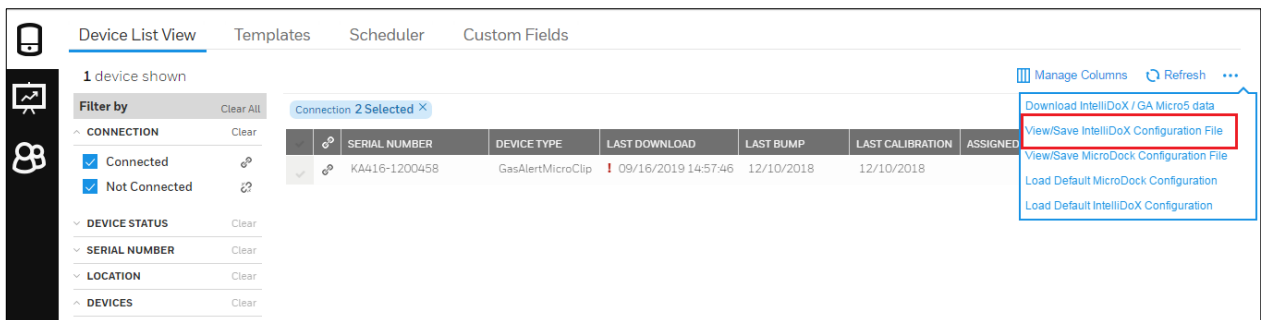 Device List View Templates Scheduler Custom Fields
1 device shown
Manage Columns Refresh
Filter by Clear All
Connection 2 Selected ×
Download IntelliDoX / GA Micro5 data
CONNECTION Clear
View/Save IntelliDoX Configuration File
SERIAL NUMBER DEVICE TYPE LAST DOWNLOAD LAST BUMP LAST CALIBRATION ASSIGNED
Connected
View/Save MicroDock Configuration File
KA416-1200458 GasAlertMicroClip ! 09/16/2019 14:57:46 12/10/2018 12/10/2018
Not Connected
Load Default MicroDock Configuration
Load Default IntelliDoX Configuration
DEVICE STATUS Clear
SERIAL NUMBER Clear
LOCATION Clear
DEVICES Clear